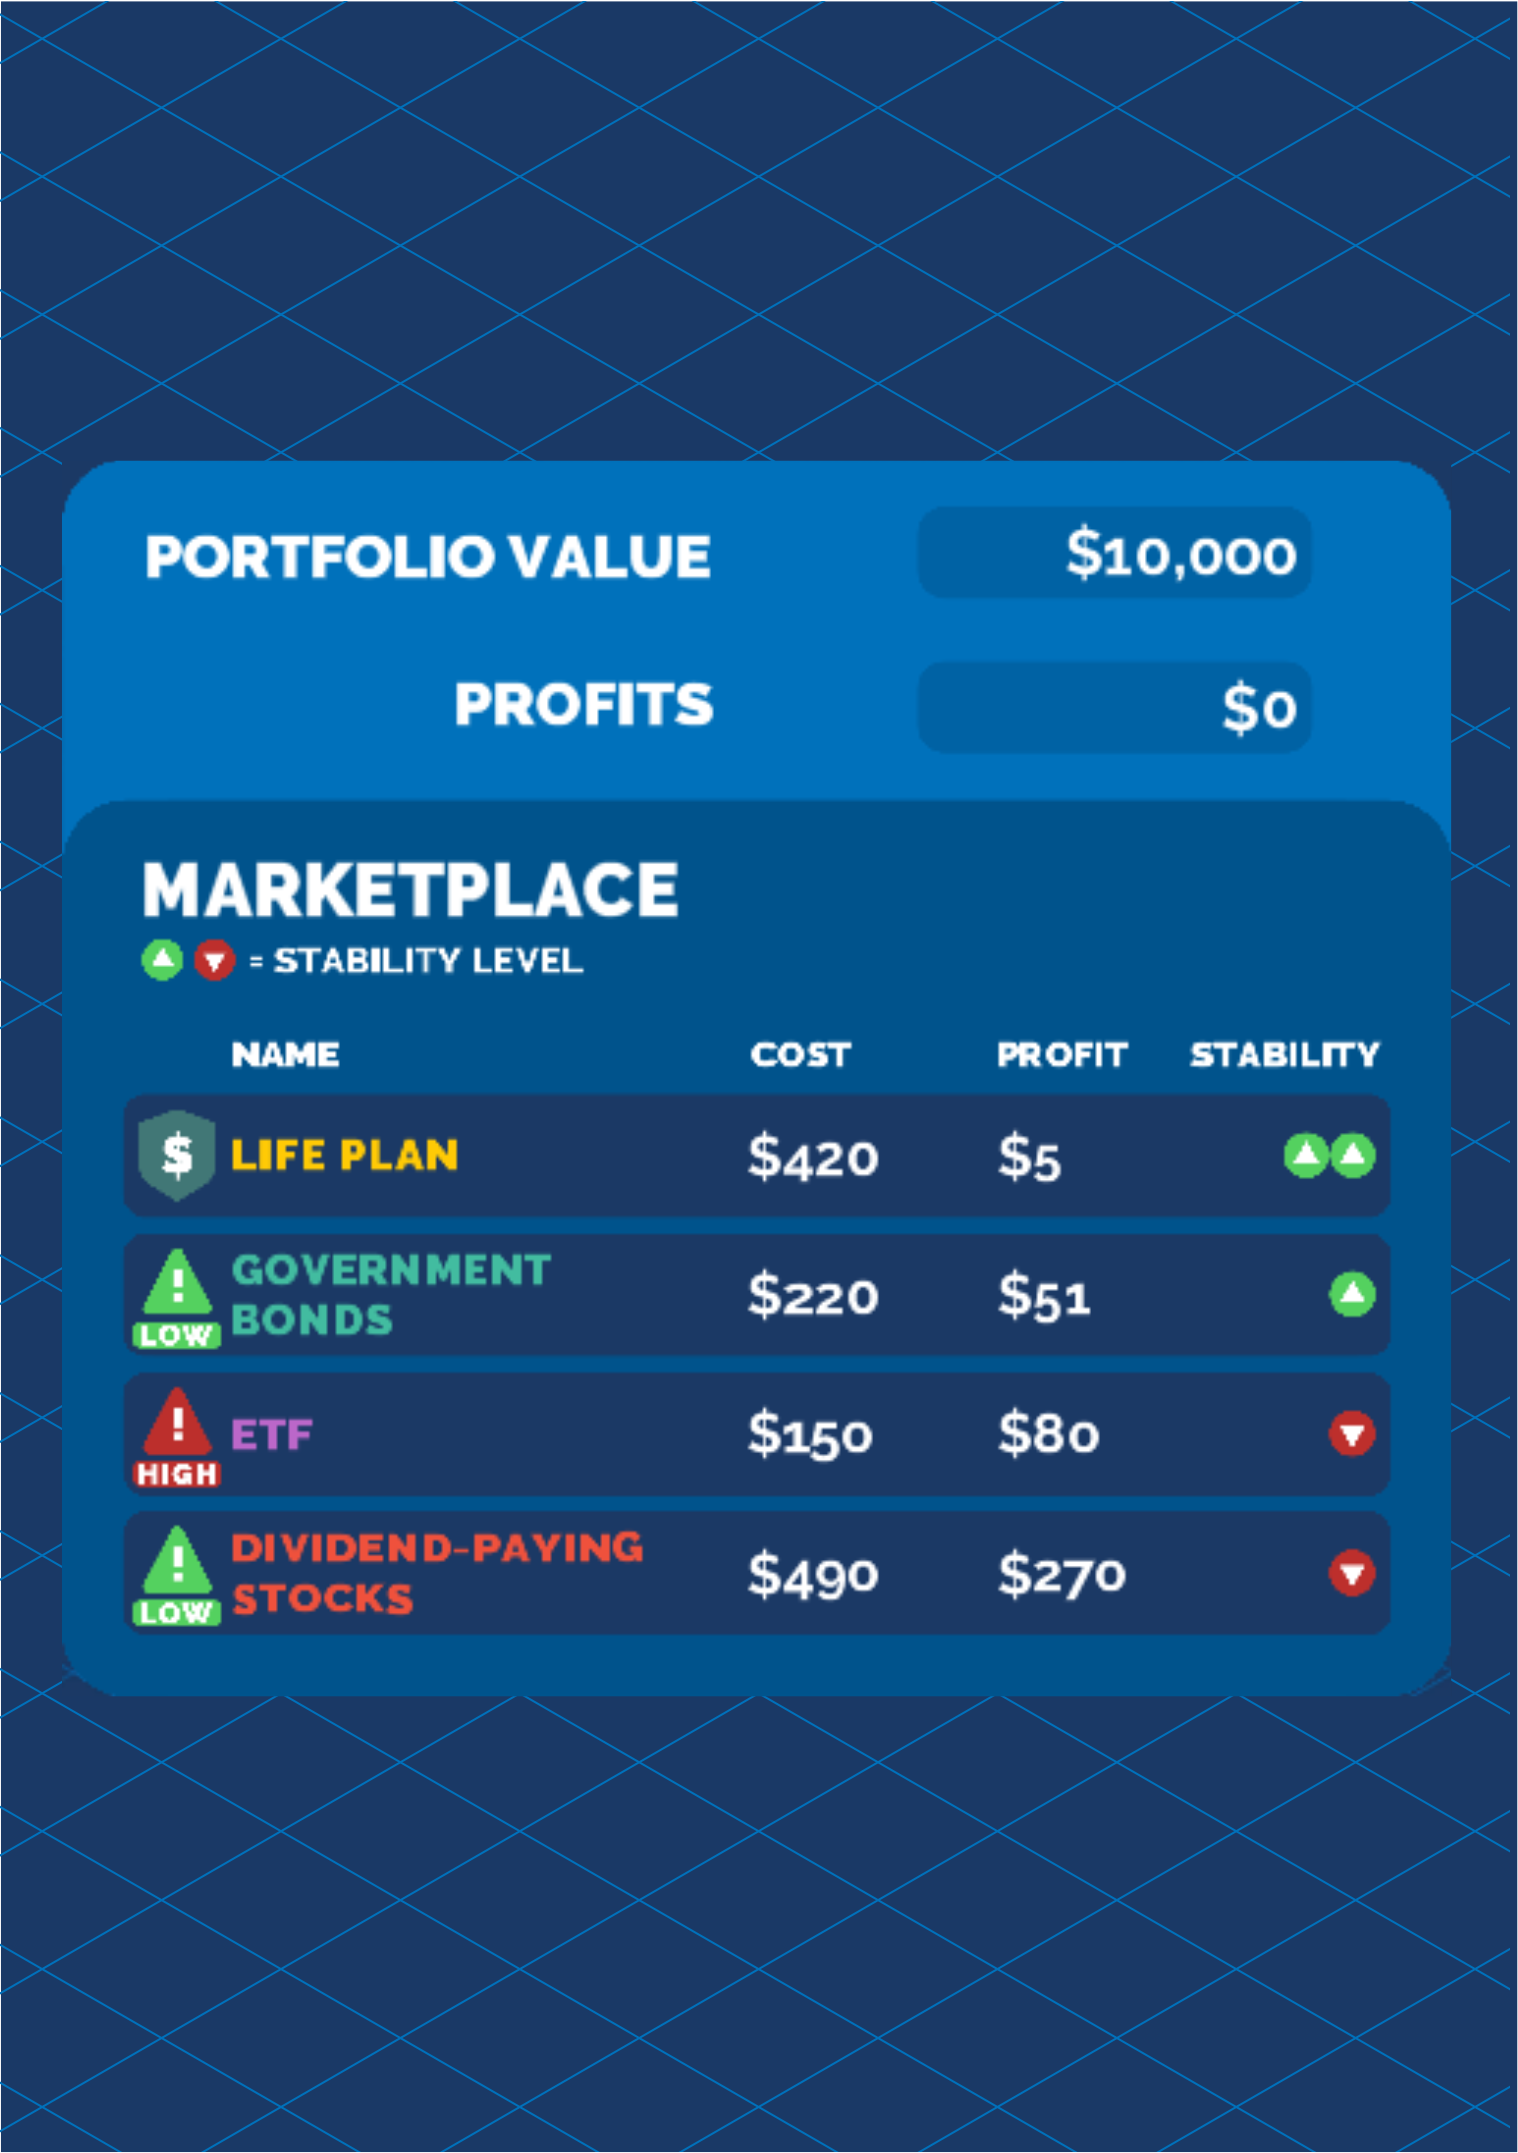 PORTFOLIO VALUE $10,000
PROFITS $0
MARKETPLACE
= STABILITY LEVEL
NAME COST PROFIT STABILITY
$ LIFE PLAN $420 $5
! LOW GOVERNMENT
BONDS $220 $51
! HIGH ETF $150 $80
! LOW DIVIDEND-PAYING
STOCKS $490 $270